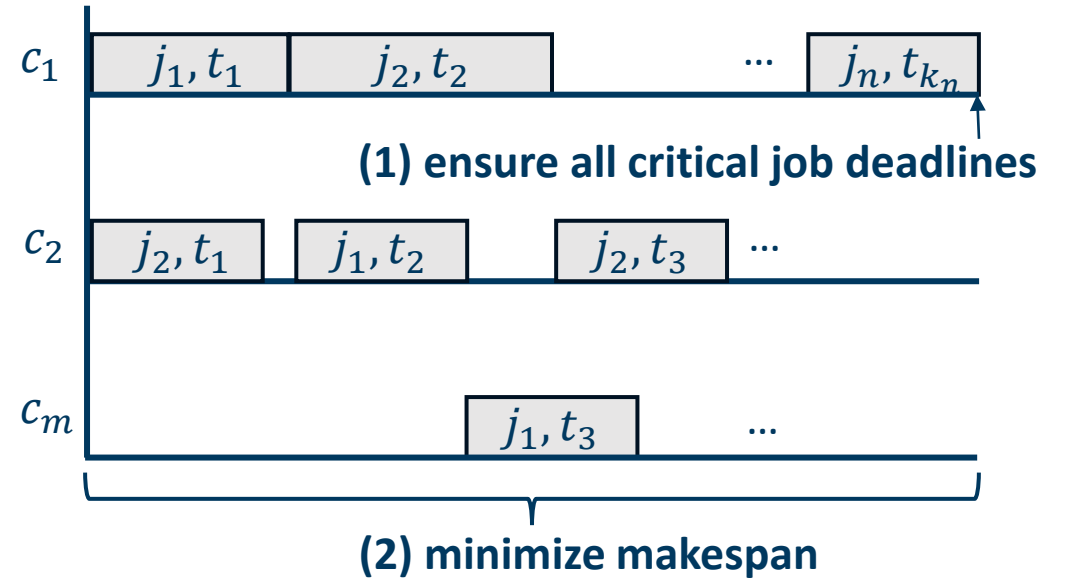 c₁ j₁, t₁ j₂, t₂ ... jₙ, tₖₙ
(1) ensure all critical job deadlines
c₂ j₂, t₁ j₁, t₂ j₂, t₃ ...
cₘ j₁, t₃ ...
(2) minimize makespan